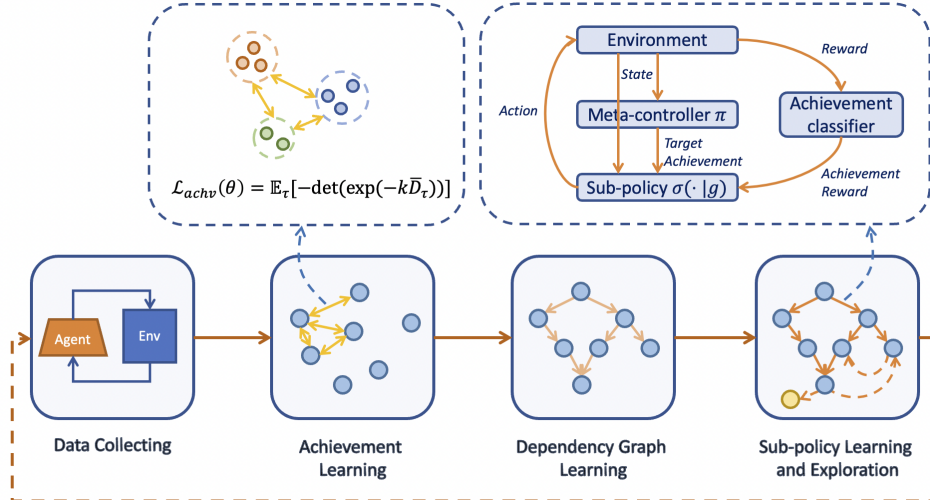 Environment
Reward
State
Action
Meta-controller π
Achievement
classifier
Target
Achievement
Sub-policy σ(· |g)
Achievement
Reward
ℒ_achv(θ) = 𝔼_τ[−det(exp(−kD̅_τ))]
Agent
Env
Data Collecting
Achievement
Learning
Dependency Graph
Learning
Sub-policy Learning
and Exploration